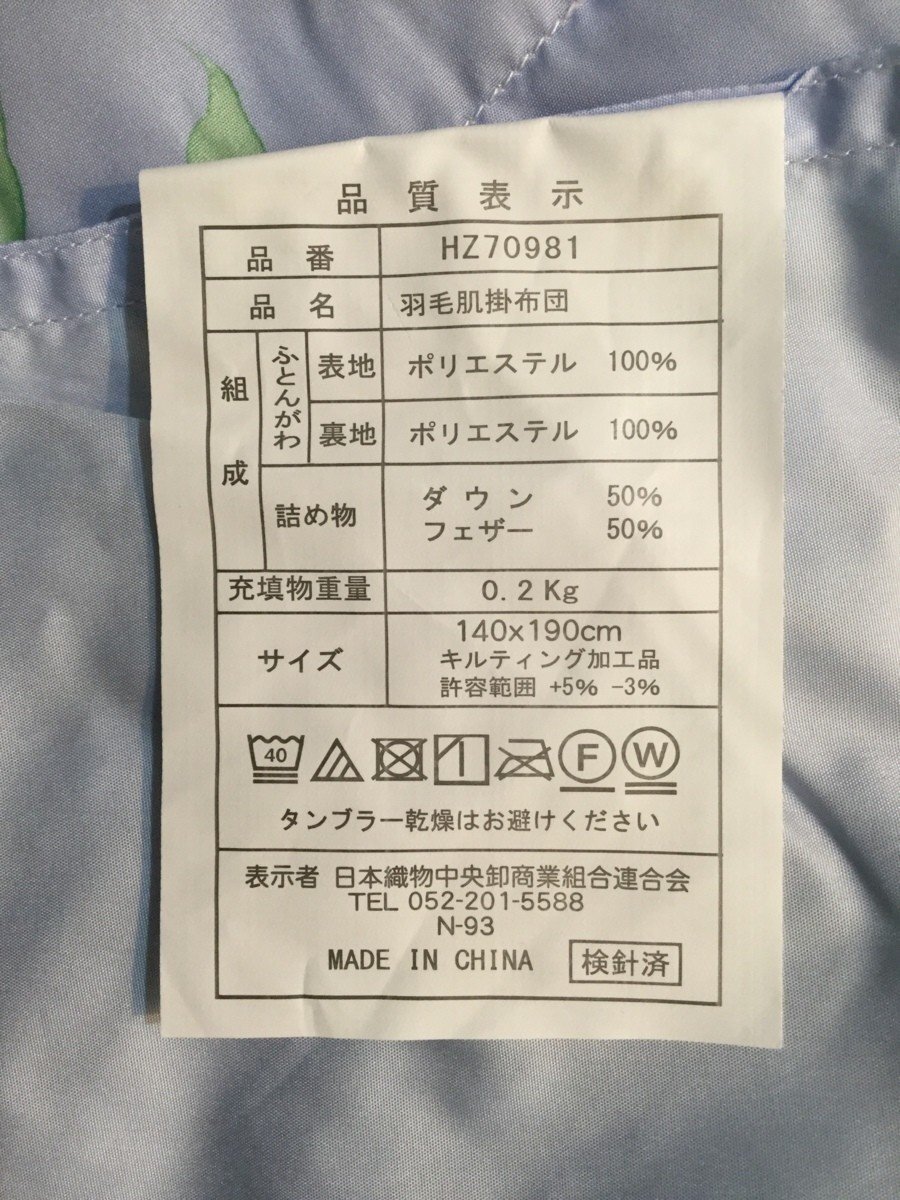 品質表示
品番 HZ70981
品名 羽毛肌掛布団
組成 ふとんがわ 表地 ポリエステル 100%
裏地 ポリエステル 100%
詰め物 ダウン 50%
フェザー 50%
充填物重量 0.2Kg
サイズ 140x190cm
キルティング加工品
許容範囲 +5% -3%
40 F W
タンブラー乾燥はお避けください
表示者 日本織物中央卸商業組合連合会
TEL 052-201-5588
N-93
MADE IN CHINA 検針済